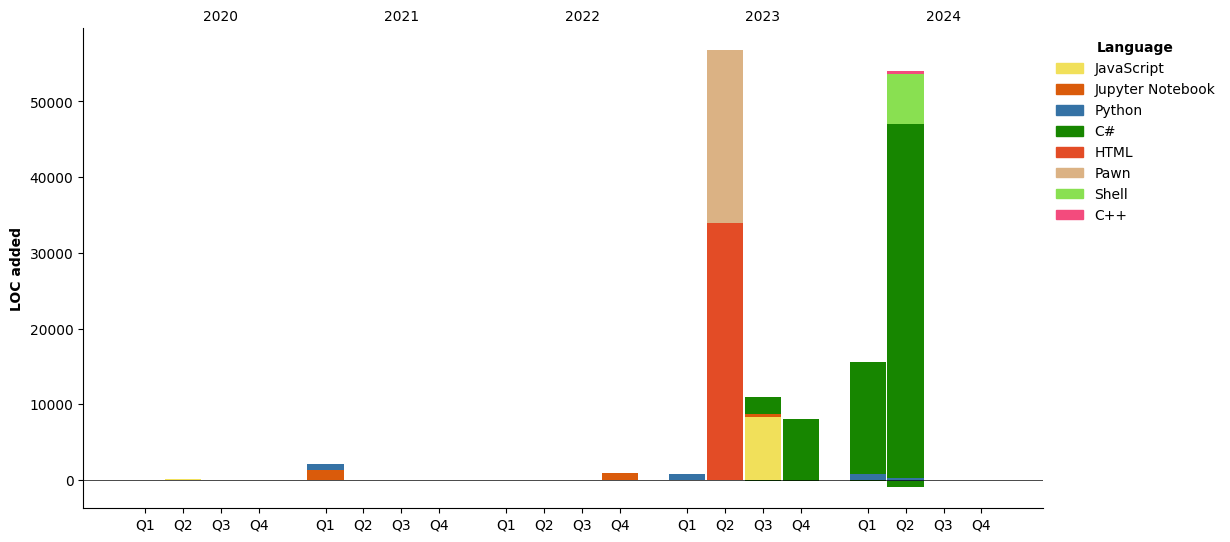 2020 2021 2022 2023 2024
Language
JavaScript
Jupyter Notebook
Python
C#
HTML
Pawn
Shell
C++
LOC added
50000
40000
30000
20000
10000
0
Q1 Q2 Q3 Q4 Q1 Q2 Q3 Q4 Q1 Q2 Q3 Q4 Q1 Q2 Q3 Q4 Q1 Q2 Q3 Q4